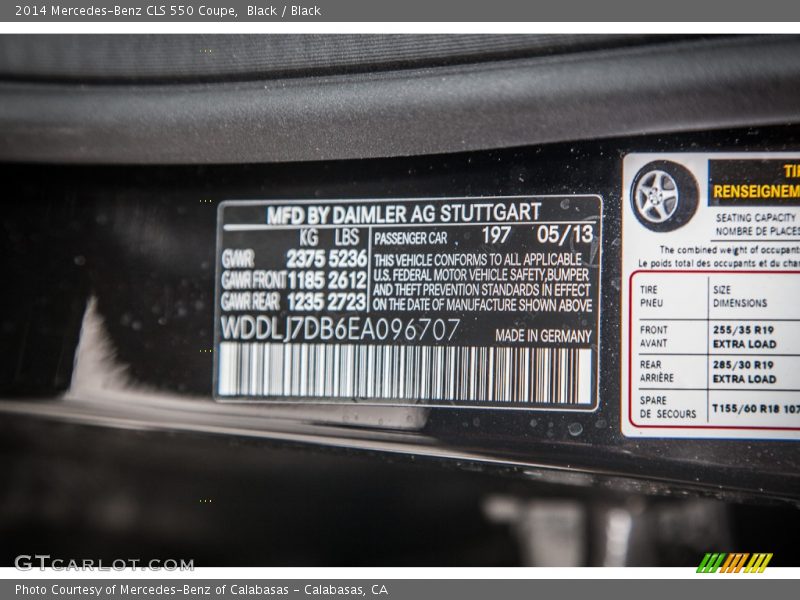 2014 Mercedes-Benz CLS 550 Coupe, Black / Black
MFD BY DAIMLER AG STUTTGART
KG LBS
GVWR 2375 5236
GAWR FRONT 1185 2612
GAWR REAR 1235 2723
PASSENGER CAR 197 05/13
THIS VEHICLE CONFORMS TO ALL APPLICABLE
U.S. FEDERAL MOTOR VEHICLE SAFETY, BUMPER
AND THEFT PREVENTION STANDARDS IN EFFECT
ON THE DATE OF MANUFACTURE SHOWN ABOVE
WDDLJ7DB6EA096707
MADE IN GERMANY
TIR
RENSEIGNEM
SEATING CAPACITY
NOMBRE DE PLACES
The combined weight of occupant
Le poids total des occupants et du char
TIRE SIZE
PNEU DIMENSIONS
FRONT 255/35 R19
AVANT EXTRA LOAD
REAR 285/30 R19
ARRIÈRE EXTRA LOAD
SPARE
DE SECOURS T155/60 R18 107
GTCARLOT.COM
Photo Courtesy of Mercedes-Benz of Calabasas - Calabasas, CA